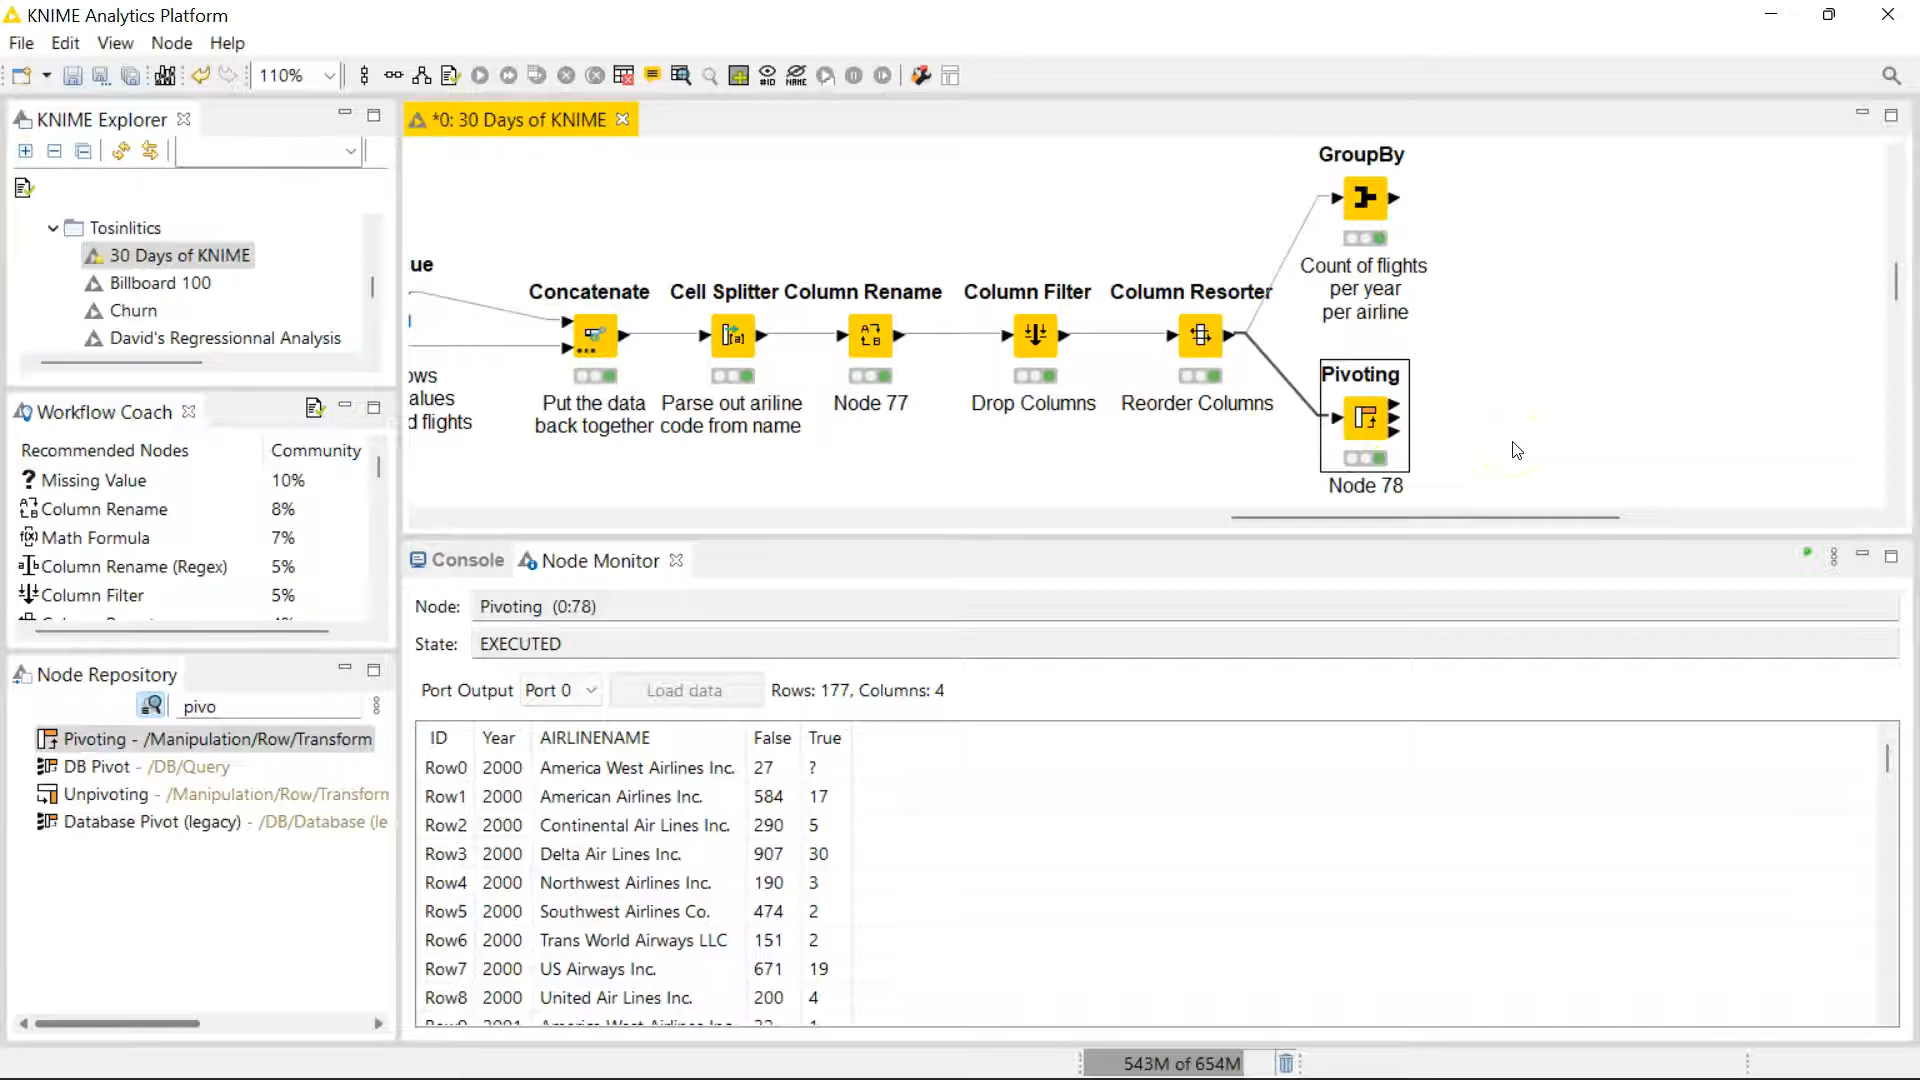 KNIME Analytics Platform
File Edit View Node Help
110% #ID NAME
KNIME Explorer
Tosinlitics
30 Days of KNIME
Billboard 100
Churn
David's Regressionnal Analysis
Workflow Coach
Recommended Nodes Community
Missing Value 10%
Column Rename 8%
Math Formula 7%
Column Rename (Regex) 5%
Column Filter 5%
Node Repository
pivo
Pivoting - /Manipulation/Row/Transform
DB Pivot - /DB/Query
Unpivoting - /Manipulation/Row/Transforn
Database Pivot (legacy) - /DB/Database (le
*0: 30 Days of KNIME
ue
ows
alues
d flights
Concatenate
Put the data
back together
Cell Splitter
Parse out ariline
code from name
Column Rename
Node 77
Column Filter
Drop Columns
Column Resorter
Reorder Columns
GroupBy
Count of flights
per year
per airline
Pivoting
Node 78
Console Node Monitor
Node: Pivoting (0:78)
State: EXECUTED
Port Output Port 0 Load data Rows: 177, Columns: 4
ID Year AIRLINENAME False True
Row0 2000 America West Airlines Inc. 27 ?
Row1 2000 American Airlines Inc. 584 17
Row2 2000 Continental Air Lines Inc. 290 5
Row3 2000 Delta Air Lines Inc. 907 30
Row4 2000 Northwest Airlines Inc. 190 3
Row5 2000 Southwest Airlines Co. 474 2
Row6 2000 Trans World Airways LLC 151 2
Row7 2000 US Airways Inc. 671 19
Row8 2000 United Air Lines Inc. 200 4
543M of 654M